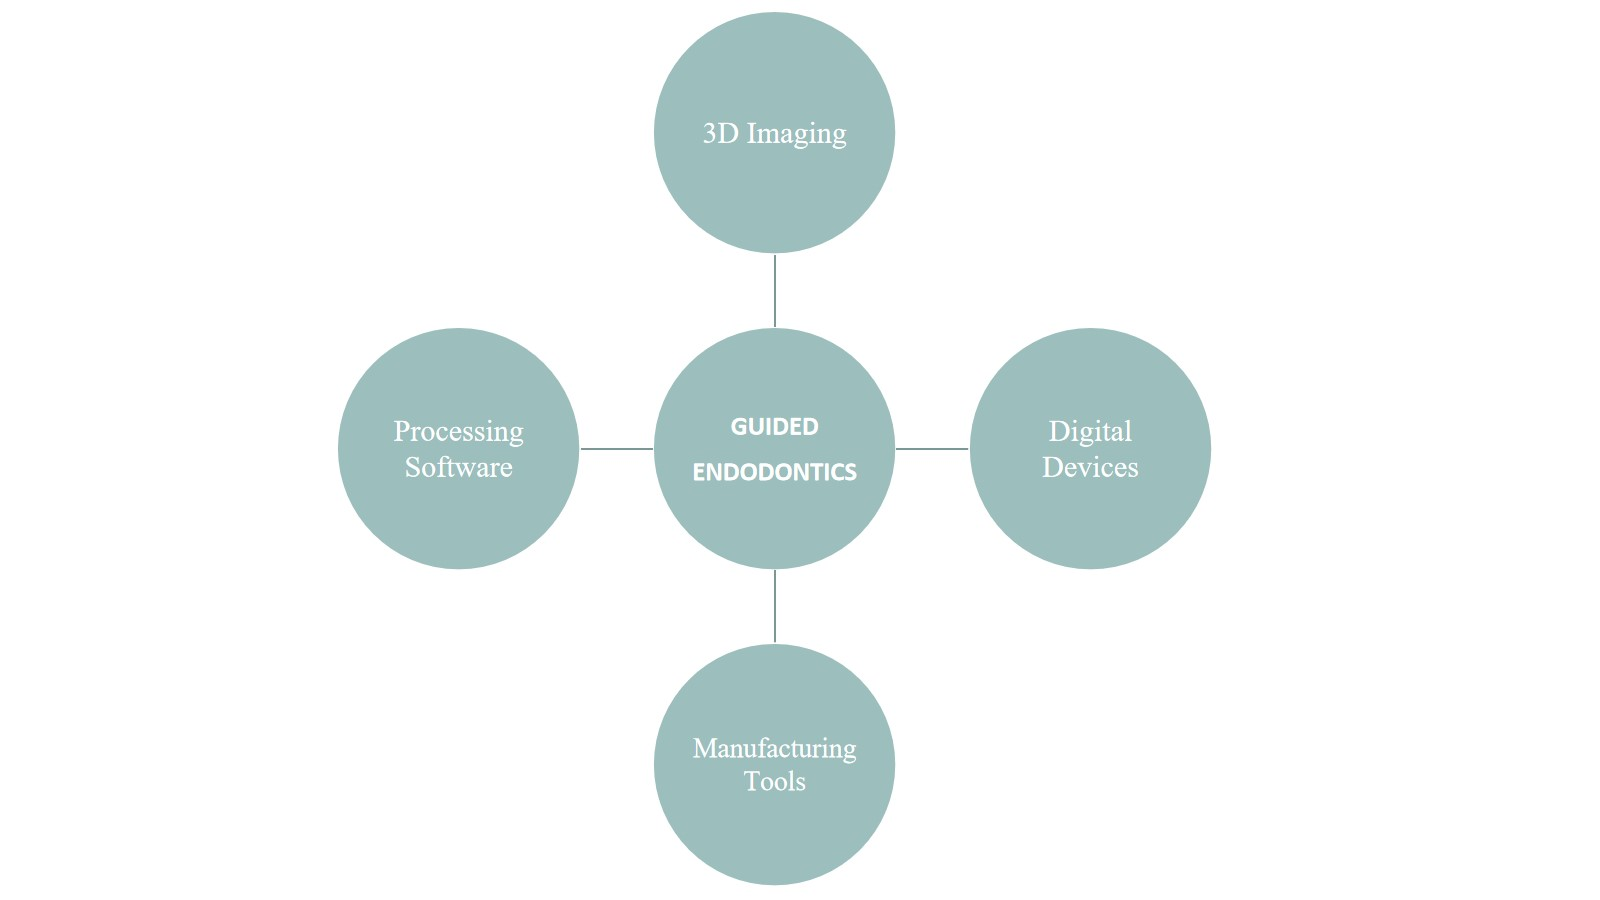 3D Imaging
Processing
Software
GUIDED
ENDODONTICS
Digital
Devices
Manufacturing
Tools